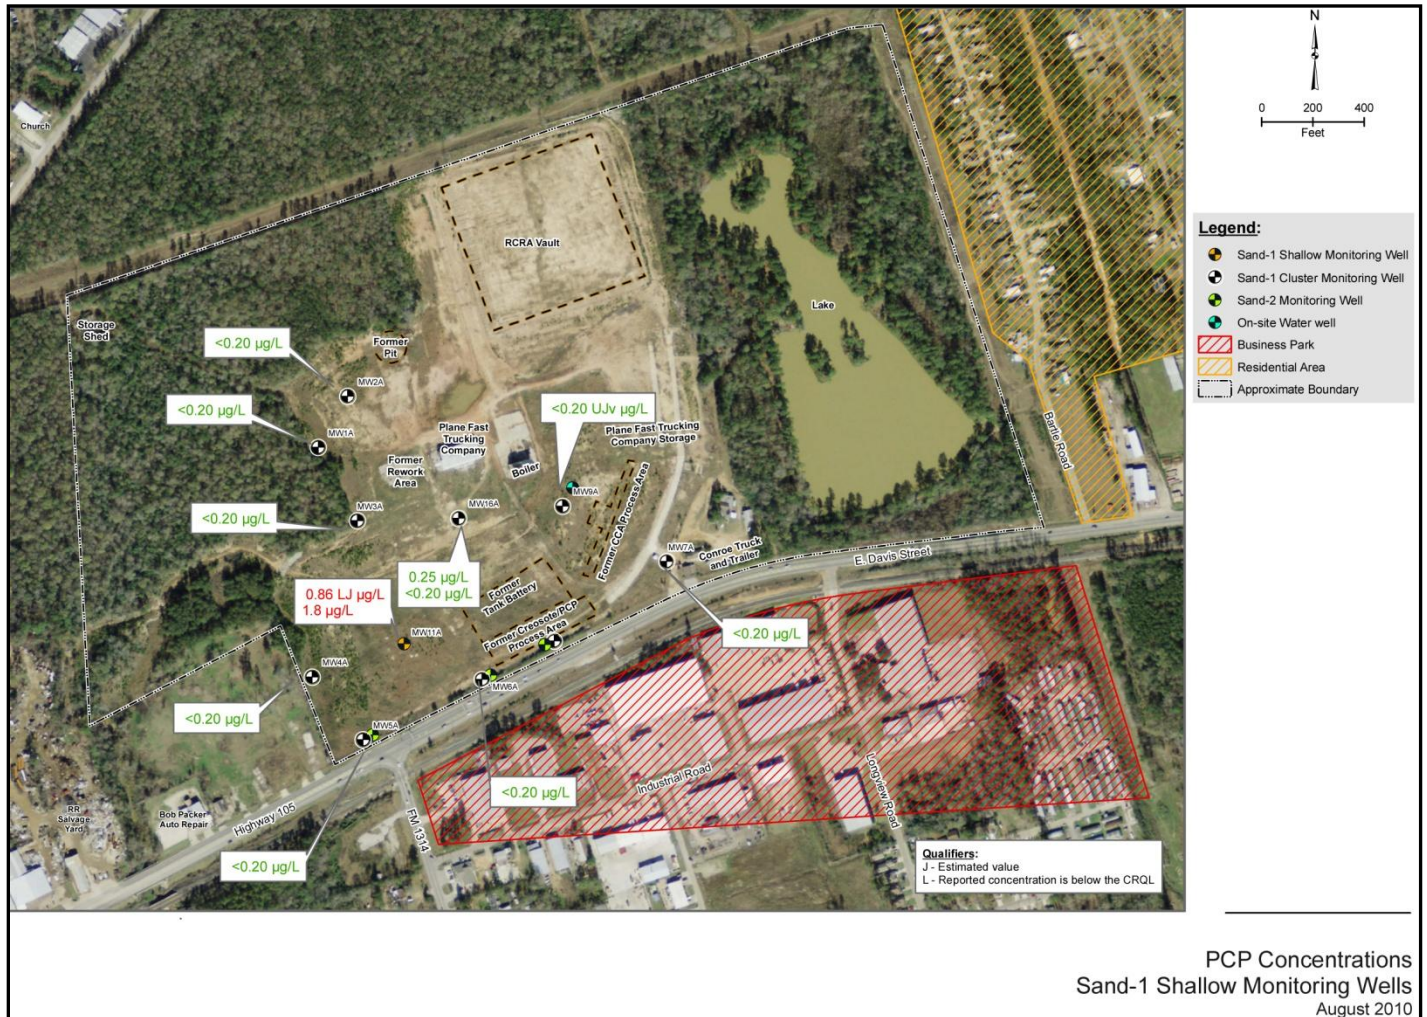 N
0 200 400
Feet
Legend:
Sand-1 Shallow Monitoring Well
Sand-1 Cluster Monitoring Well
Sand-2 Monitoring Well
On-site Water well
Business Park
Residential Area
Approximate Boundary
Church
RCRA Vault
Lake
Storage
Shed
Former
Pit
<0.20 µg/L
MW2A
<0.20 µg/L
MW1A
<0.20 UJv µg/L
Plane Fast
Trucking
Company
Plane Fast Trucking
Company Storage
Bartle Road
Former
Rework
Area
Boiler
MW9A
MW3A
<0.20 µg/L
MW16A
Former CCA Process Area
MW7A
Conroe Truck
and Trailer
E. Davis Street
0.25 µg/L
<0.20 µg/L
0.86 LJ µg/L
1.8 µg/L
Former
Tank Battery
Former Creosote/PCP
Process Area
MW11A
<0.20 µg/L
MW4A
MW6A
<0.20 µg/L
MW5A
<0.20 µg/L
Industrial Road
Longview Road
RR
Salvage
Yard
Bob Packer
Auto Repair
Highway 105
FM 1314
<0.20 µg/L
Qualifiers:
J - Estimated value
L - Reported concentration is below the CRQL
PCP Concentrations
Sand-1 Shallow Monitoring Wells
August 2010